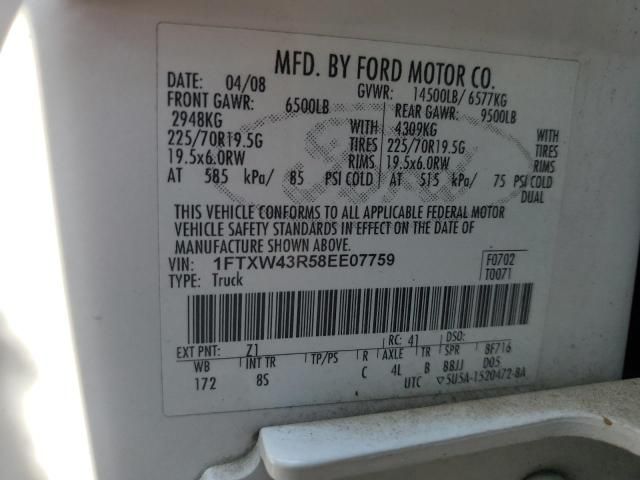 MFD. BY FORD MOTOR CO.
DATE: 04/08 GVWR: 14500LB/ 6577KG
FRONT GAWR: 6500LB REAR GAWR: 9500LB
2948KG WITH 4309KG WITH
225/70R19.5G TIRES 225/70R19.5G TIRES
19.5x6.0RW RIMS 19.5x6.0RW RIMS
AT 585 kPa/ 85 PSI COLD AT 515 kPa/ 75 PSI COLD
DUAL
THIS VEHICLE CONFORMS TO ALL APPLICABLE FEDERAL MOTOR
VEHICLE SAFETY STANDARDS IN EFFECT ON THE DATE OF
MANUFACTURE SHOWN ABOVE.
VIN: 1FTXW43R58EE07759 F0702
TYPE: Truck T0071
EXT PNT: Z1 RC: 41 DSO:
WB INT TR TP/PS R AXLE TR SPR 8F716
172 8S C 4L B BBJJ D05
UTC ▽5U5A-1520472-BA